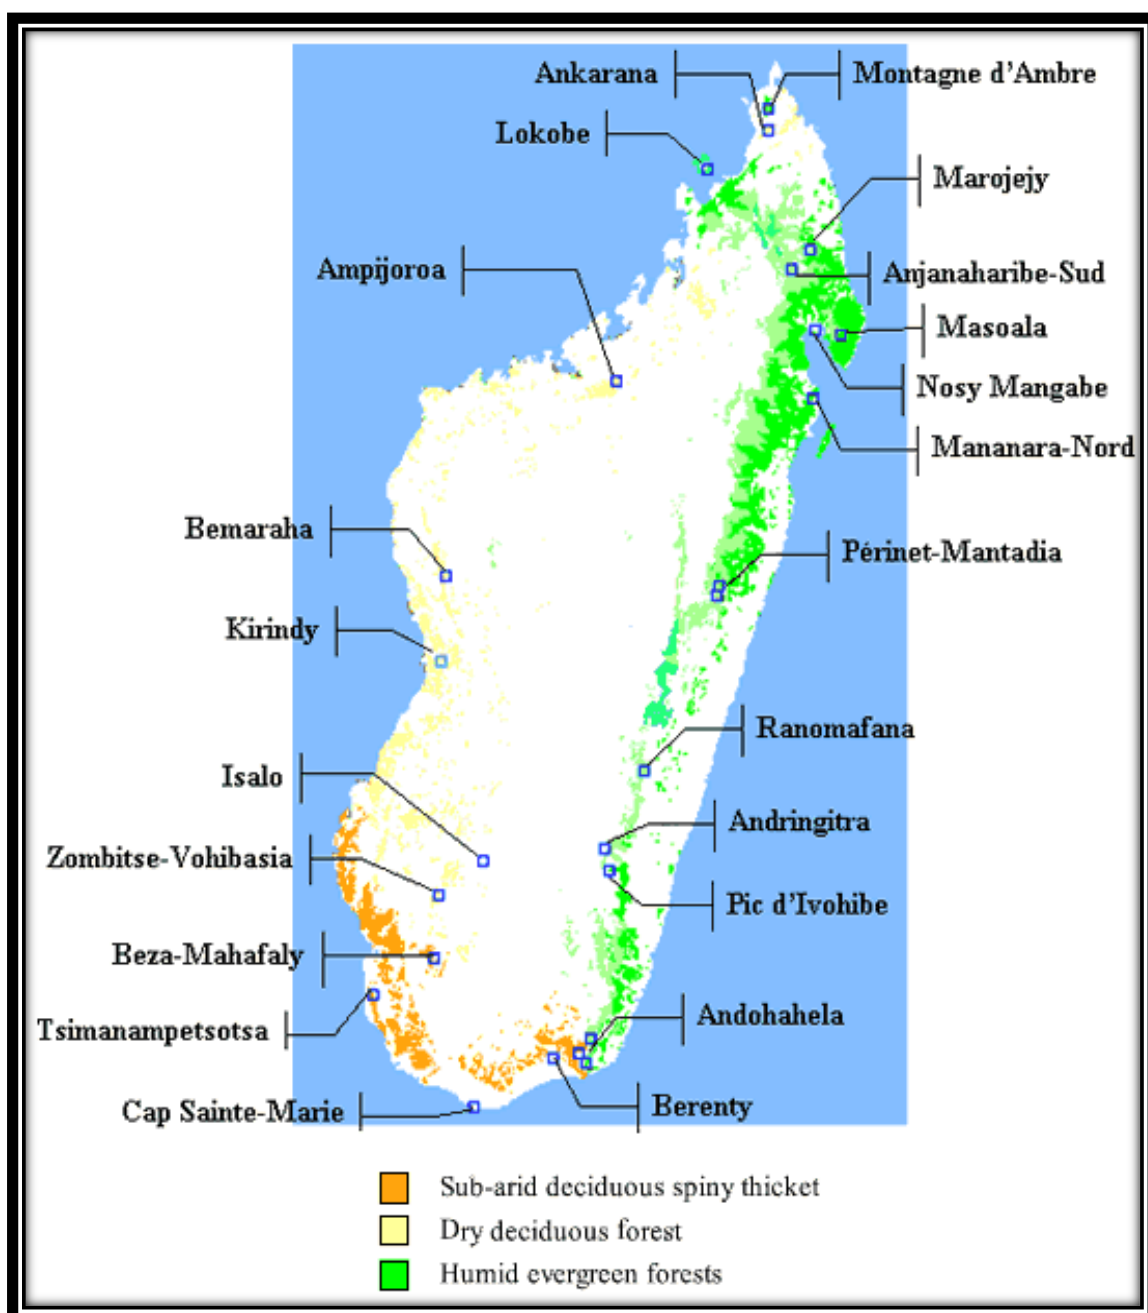 Ankarana
Montagne d'Ambre
Lokobe
Marojejy
Ampijoroa
Anjanaharibe-Sud
Masoala
Nosy Mangabe
Mananara-Nord
Bemaraha
Périnet-Mantadia
Kirindy
Ranomafana
Isalo
Andringitra
Zombitse-Vohibasia
Pic d'Ivohibe
Beza-Mahafaly
Andohahela
Tsimanampetsotsa
Berenty
Cap Sainte-Marie
Sub-arid deciduous spiny thicket
Dry deciduous forest
Humid evergreen forests